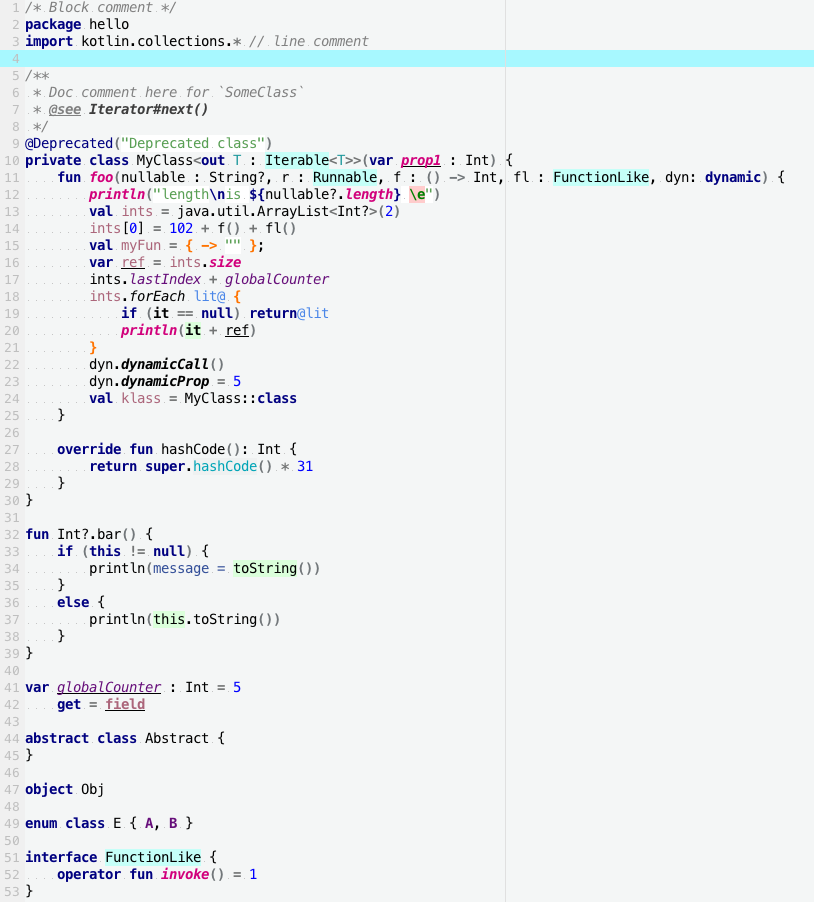 1 /* Block comment */
2 package hello
3 import kotlin.collections.* // line comment
4
5 /**
6  * Doc comment here for `SomeClass`
7  * @see Iterator#next()
8  */
9 @Deprecated("Deprecated class")
10 private class MyClass<out T : Iterable<T>>(var prop1 : Int) {
11     fun foo(nullable : String?, r : Runnable, f : () -> Int, fl : FunctionLike, dyn: dynamic) {
12         println("length\nis ${nullable?.length} \e")
13         val ints = java.util.ArrayList<Int?>(2)
14         ints[0] = 102 + f() + fl()
15         val myFun = { -> "" };
16         var ref = ints.size
17         ints.lastIndex + globalCounter
18         ints.forEach lit@ {
19             if (it == null) return@lit
20             println(it + ref)
21         }
22         dyn.dynamicCall()
23         dyn.dynamicProp = 5
24         val klass = MyClass::class
25     }
26
27     override fun hashCode(): Int {
28         return super.hashCode() * 31
29     }
30 }
31
32 fun Int?.bar() {
33     if (this != null) {
34         println(message = toString())
35     }
36     else {
37         println(this.toString())
38     }
39 }
40
41 var globalCounter : Int = 5
42     get = field
43
44 abstract class Abstract {
45 }
46
47 object Obj
48
49 enum class E { A, B }
50
51 interface FunctionLike {
52     operator fun invoke() = 1
53 }